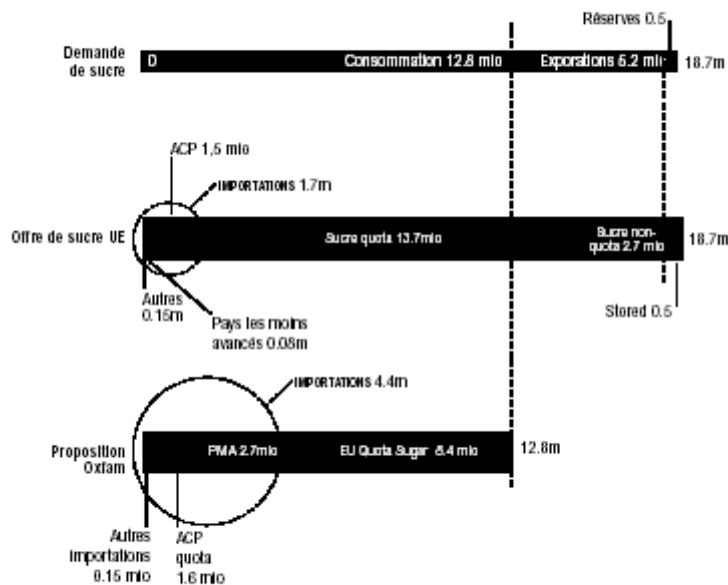 Réserves 0.5
Demande
de sucre
D
Consommation 12.8 mio
Exporations 5.2 mio
18.7m
ACP 1,5 mio
IMPORTATIONS 1.7m
Offre de sucre UE
Sucre quota 13.7mio
Sucre non-
quota 2.7 mio
18.7m
Autres
0.15m
Pays les moins
avancés 0.08m
Stored 0.5
IMPORTATIONS 4.4m
Proposition
Oxfam
PMA 2.7mio
EU Quota Sugar 8.4 mio
12.8m
Autres
importations
0.15 mio
ACP
quota
1.6 mio